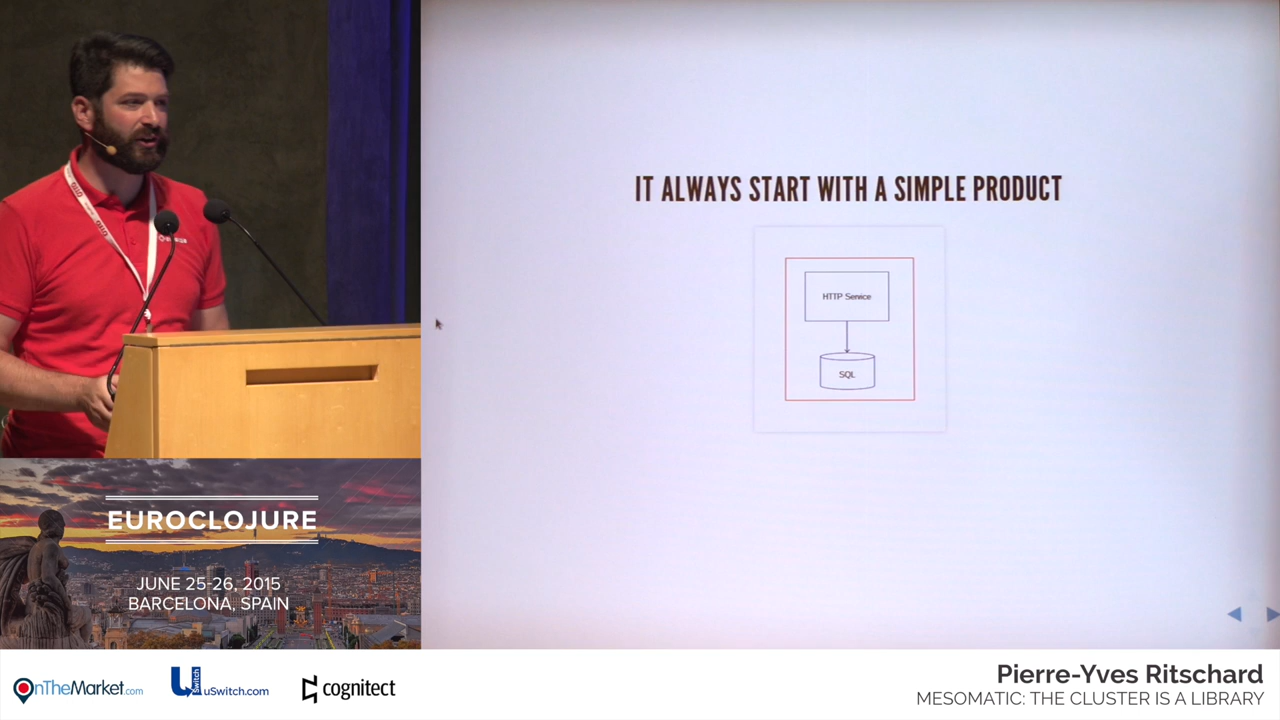 IT ALWAYS START WITH A SIMPLE PRODUCT
HTTP Service
SQL
EUROCLOJURE
JUNE 25-26, 2015
BARCELONA, SPAIN
OnTheMarket.com
uSwitch.com
cognitect
Pierre-Yves Ritschard
MESOMATIC: THE CLUSTER IS A LIBRARY